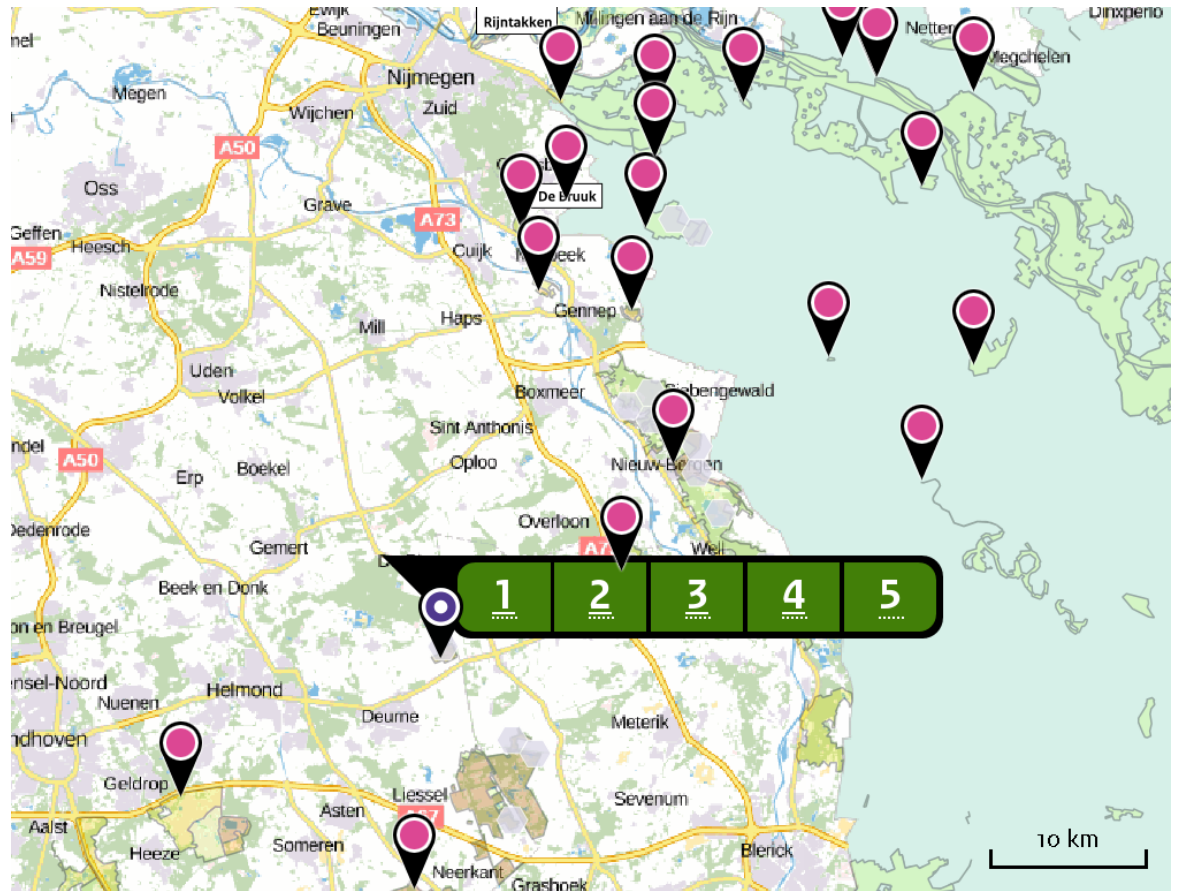 Ewijk
Rijntakken
Millingen aan de Rijn
Dinxperlo
Beuningen
Megchelen
Nijmegen
Megen
Wijchen
Zuid
A50
Oss
De Bruuk
Grave
A73
Geffen
Heesch
Cuijk
A59
Nistelrode
Haps
Gennep
Mill
Uden
Volkel
Boxmeer
Siebengewald
Sint Anthonis
A50
Boekel
Oploo
Nieuw-Bergen
Erp
Overloon
Gemert
Well
Beek en Donk
1 2 3 4 5
Helmond
Nuenen
Deurne
Meterik
Geldrop
Liessel
Sevenum
Asten
Aalst
Someren
Blerick
10 km
Heeze
Neerkant
Grashoek